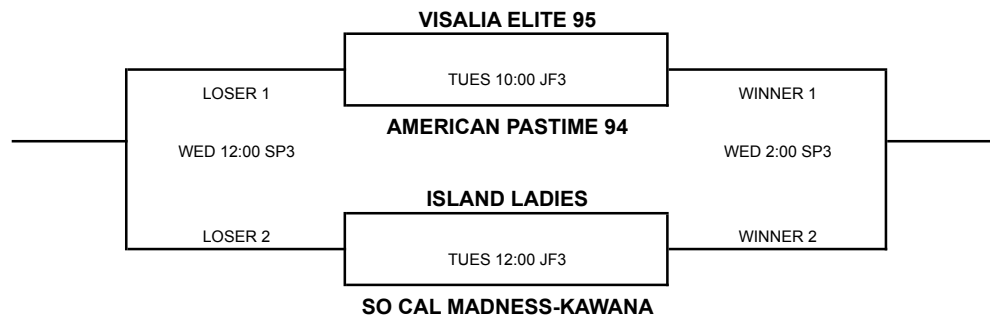 VISALIA ELITE 95
TUES 10:00 JF3
LOSER 1
WINNER 1
AMERICAN PASTIME 94
WED 12:00 SP3
WED 2:00 SP3
ISLAND LADIES
LOSER 2
WINNER 2
TUES 12:00 JF3
SO CAL MADNESS-KAWANA